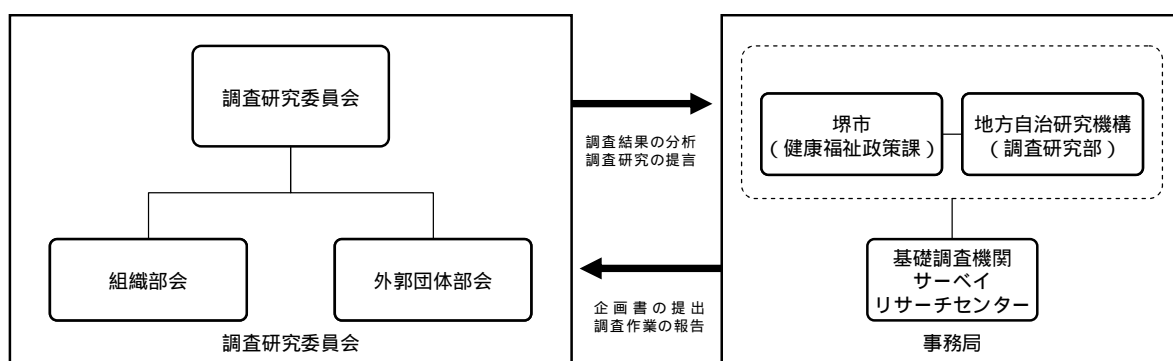 調査研究委員会
組織部会
外郭団体部会
調査研究委員会
調査結果の分析
調査研究の提言
企画書の提出
調査作業の報告
堺市
（健康福祉政策課）
地方自治研究機構
（調査研究部）
基礎調査機関
サーベイ
リサーチセンター
事務局